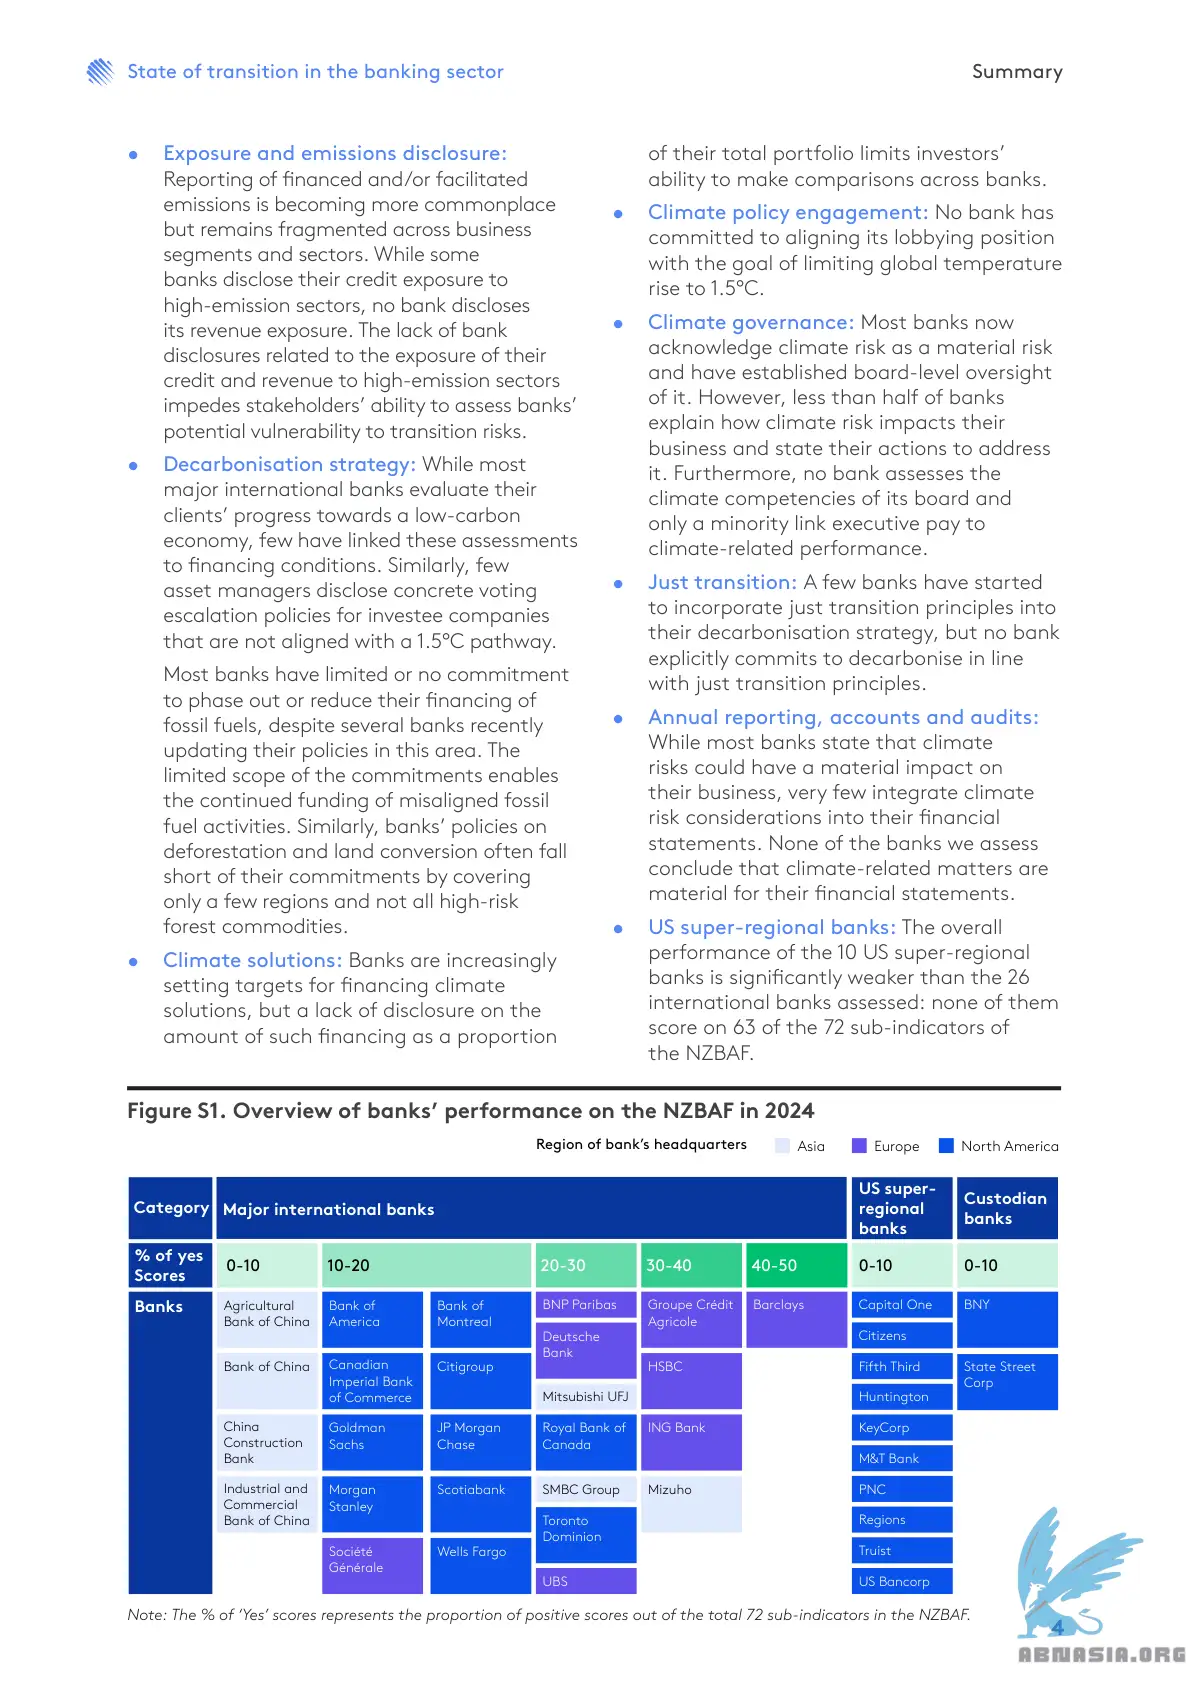 State of transition in the banking sector
Summary
• Exposure and emissions disclosure:
Reporting of financed and/or facilitated
emissions is becoming more commonplace
but remains fragmented across business
segments and sectors. While some
banks disclose their credit exposure to
high-emission sectors, no bank discloses
its revenue exposure. The lack of bank
disclosures related to the exposure of their
credit and revenue to high-emission sectors
impedes stakeholders’ ability to assess banks’
potential vulnerability to transition risks.
• Decarbonisation strategy: While most
major international banks evaluate their
clients’ progress towards a low-carbon
economy, few have linked these assessments
to financing conditions. Similarly, few
asset managers disclose concrete voting
escalation policies for investee companies
that are not aligned with a 1.5°C pathway.
Most banks have limited or no commitment
to phase out or reduce their financing of
fossil fuels, despite several banks recently
updating their policies in this area. The
limited scope of the commitments enables
the continued funding of misaligned fossil
fuel activities. Similarly, banks’ policies on
deforestation and land conversion often fall
short of their commitments by covering
only a few regions and not all high-risk
forest commodities.
• Climate solutions: Banks are increasingly
setting targets for financing climate
solutions, but a lack of disclosure on the
amount of such financing as a proportion
of their total portfolio limits investors’
ability to make comparisons across banks.
• Climate policy engagement: No bank has
committed to aligning its lobbying position
with the goal of limiting global temperature
rise to 1.5°C.
• Climate governance: Most banks now
acknowledge climate risk as a material risk
and have established board-level oversight
of it. However, less than half of banks
explain how climate risk impacts their
business and state their actions to address
it. Furthermore, no bank assesses the
climate competencies of its board and
only a minority link executive pay to
climate-related performance.
• Just transition: A few banks have started
to incorporate just transition principles into
their decarbonisation strategy, but no bank
explicitly commits to decarbonise in line
with just transition principles.
• Annual reporting, accounts and audits:
While most banks state that climate
risks could have a material impact on
their business, very few integrate climate
risk considerations into their financial
statements. None of the banks we assess
conclude that climate-related matters are
material for their financial statements.
• US super-regional banks: The overall
performance of the 10 US super-regional
banks is significantly weaker than the 26
international banks assessed: none of them
score on 63 of the 72 sub-indicators of
the NZBAF.
Figure S1. Overview of banks’ performance on the NZBAF in 2024
Region of bank’s headquarters
Asia
Europe
North America
Category
Major international banks
US super-
regional
banks
Custodian
banks
% of yes
Scores
0-10
10-20
20-30
30-40
40-50
0-10
0-10
Banks
Agricultural
Bank of China
Bank of China
China
Construction
Bank
Industrial and
Commercial
Bank of China
Bank of
America
Canadian
Imperial Bank
of Commerce
Goldman
Sachs
Morgan
Stanley
Société
Générale
Bank of
Montreal
Citigroup
JP Morgan
Chase
Scotiabank
Wells Fargo
BNP Paribas
Deutsche
Bank
Mitsubishi UFJ
Royal Bank of
Canada
SMBC Group
Toronto
Dominion
UBS
Groupe Crédit
Agricole
HSBC
ING Bank
Mizuho
Barclays
Capital One
Citizens
Fifth Third
Huntington
KeyCorp
M&T Bank
PNC
Regions
Truist
US Bancorp
BNY
State Street
Corp
Note: The % of ‘Yes’ scores represents the proportion of positive scores out of the total 72 sub-indicators in the NZBAF.
4
ABNASIA.ORG